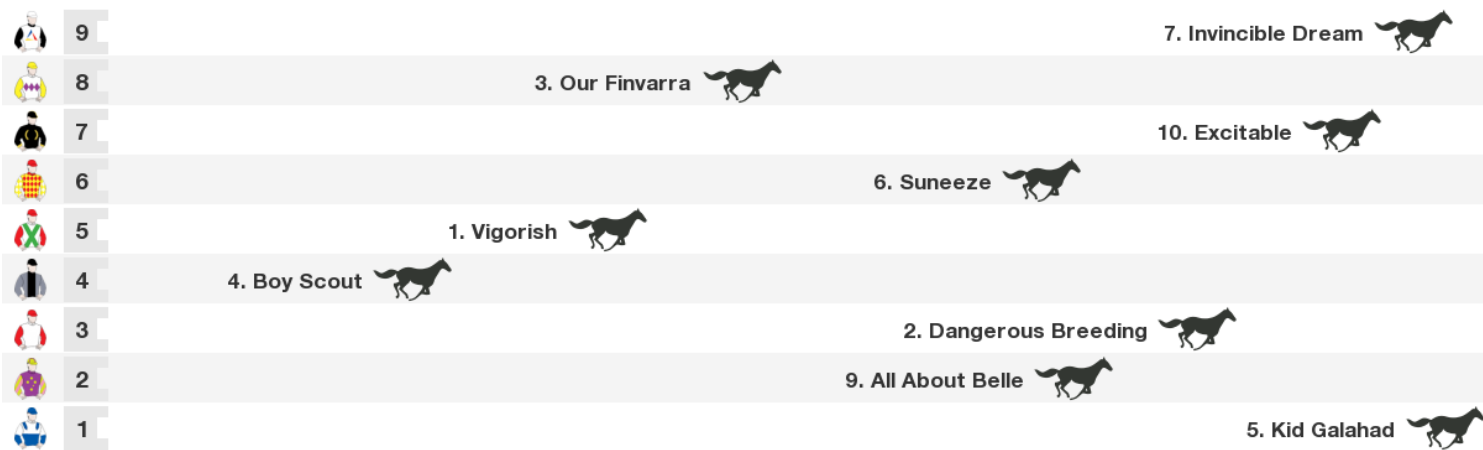 9 7. Invincible Dream
8 3. Our Finvarra
7 10. Excitable
6 6. Suneeze
5 1. Vigorish
4 4. Boy Scout
3 2. Dangerous Breeding
2 9. All About Belle
1 5. Kid Galahad